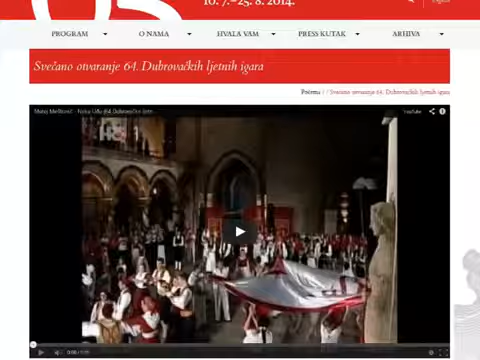 10. 7.-25. 8. 2014.
PROGRAM
O NAMA
HVALA VAM
PRESS KUTAK
ARHIVA
Svečano otvaranje 64. Dubrovačkih ljetnih igara
Početna / / Svečano otvaranje 64. Dubrovačkih ljetnih igara
YouTube